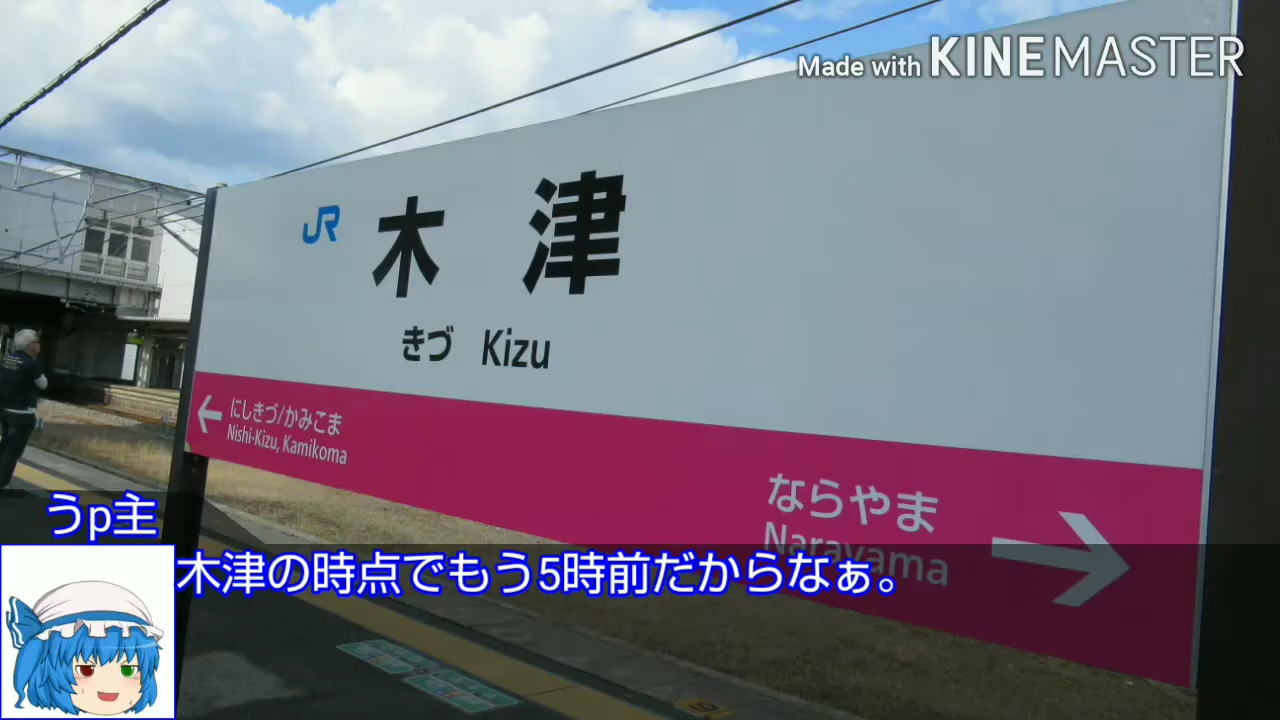 Made with KINEMASTER
JR
木津
きづ Kizu
にしきづ/かみこま
Nishi-Kizu, Kamikoma
ならやま
Narayama
うp主
木津の時点でもう5時前だからなぁ。